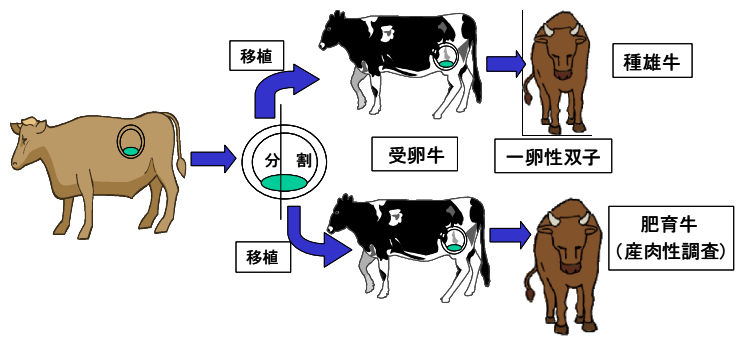 移植
種雄牛
分 割
受卵牛
一卵性双子
移植
肥育牛
（産肉性調査）